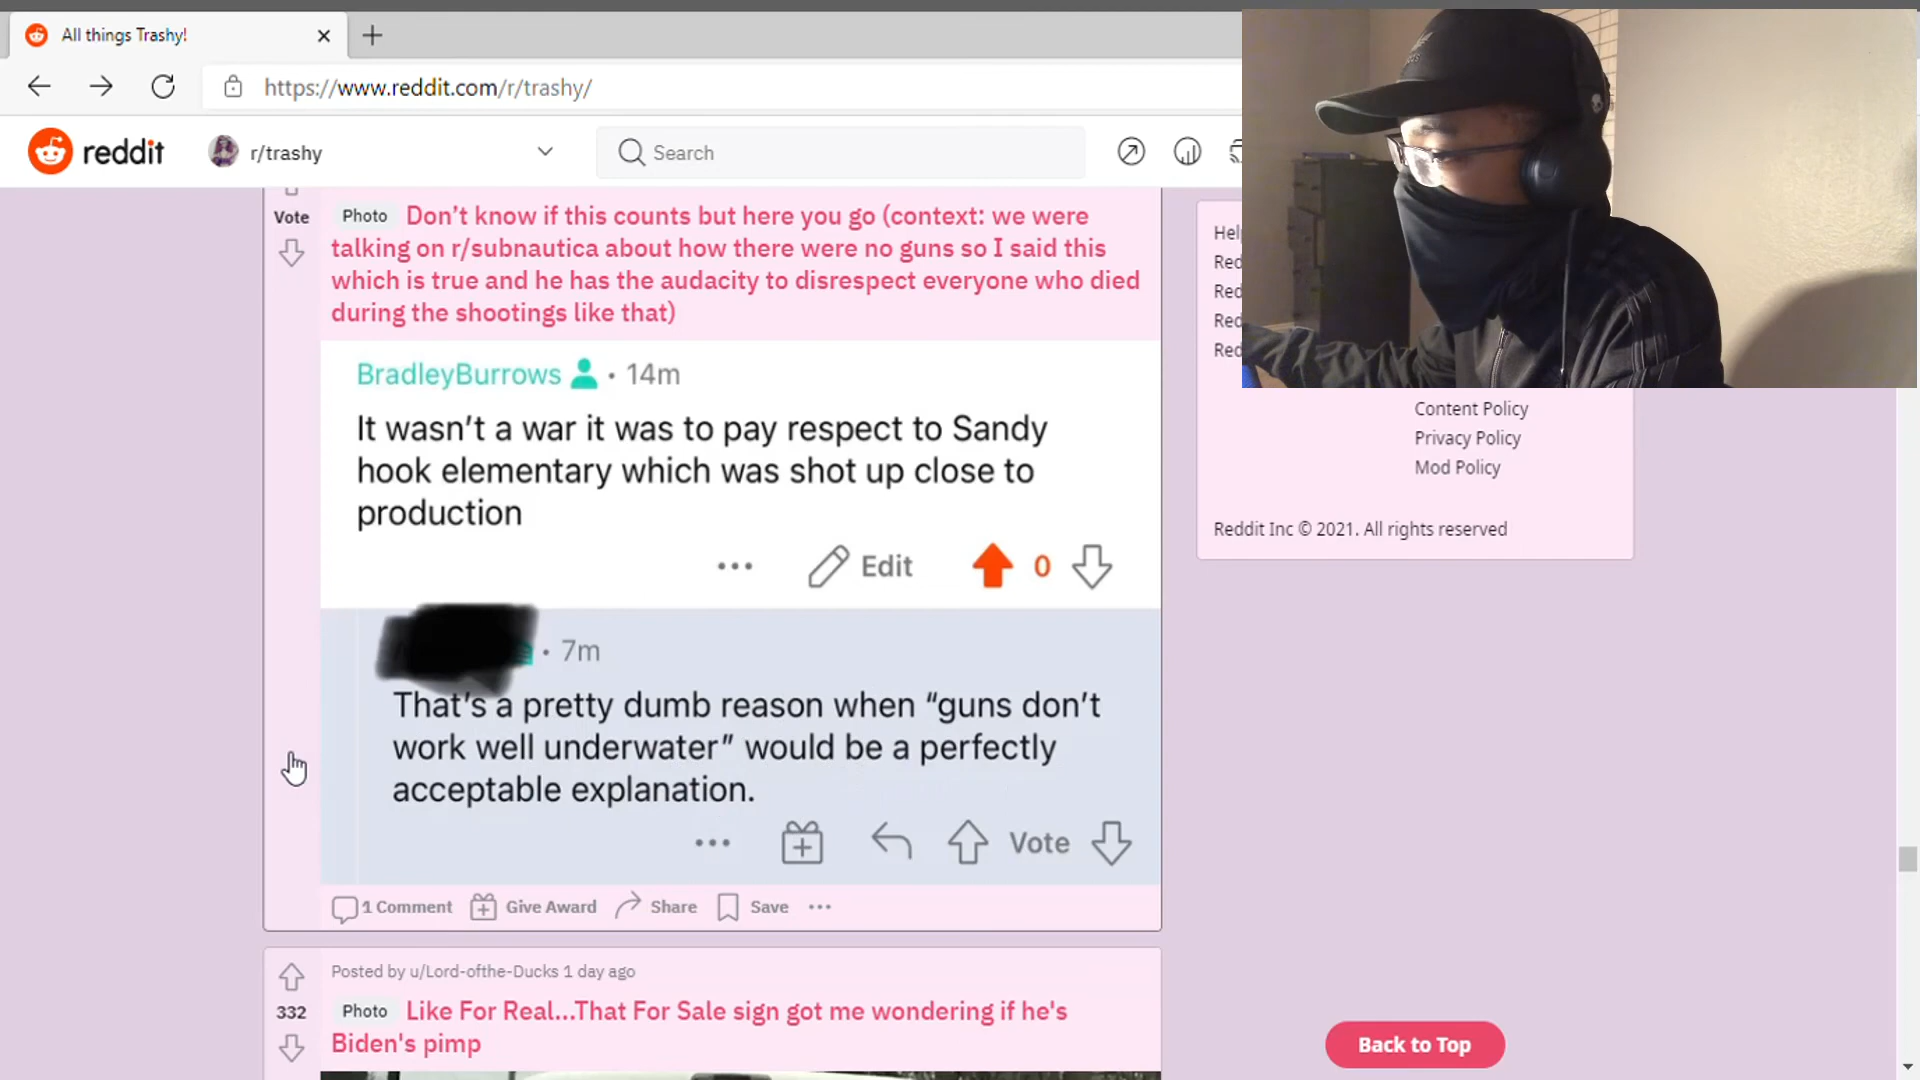 All things Trashy!
https://www.reddit.com/r/trashy/
reddit
r/trashy
Search
Vote
Photo
Don't know if this counts but here you go (context: we were
talking on r/subnautica about how there were no guns so I said this
which is true and he has the audacity to disrespect everyone who died
during the shootings like that)
BradleyBurrows · 14m
It wasn't a war it was to pay respect to Sandy
hook elementary which was shot up close to
production
Edit
0
7m
That's a pretty dumb reason when “guns don't
work well underwater” would be a perfectly
acceptable explanation.
Vote
1 Comment
Give Award
Share
Save
Posted by u/Lord-ofthe-Ducks 1 day ago
332
Photo
Like For Real...That For Sale sign got me wondering if he's
Biden's pimp
Hel
Red
Red
Red
Red
Content Policy
Privacy Policy
Mod Policy
Reddit Inc © 2021. All rights reserved
Back to Top